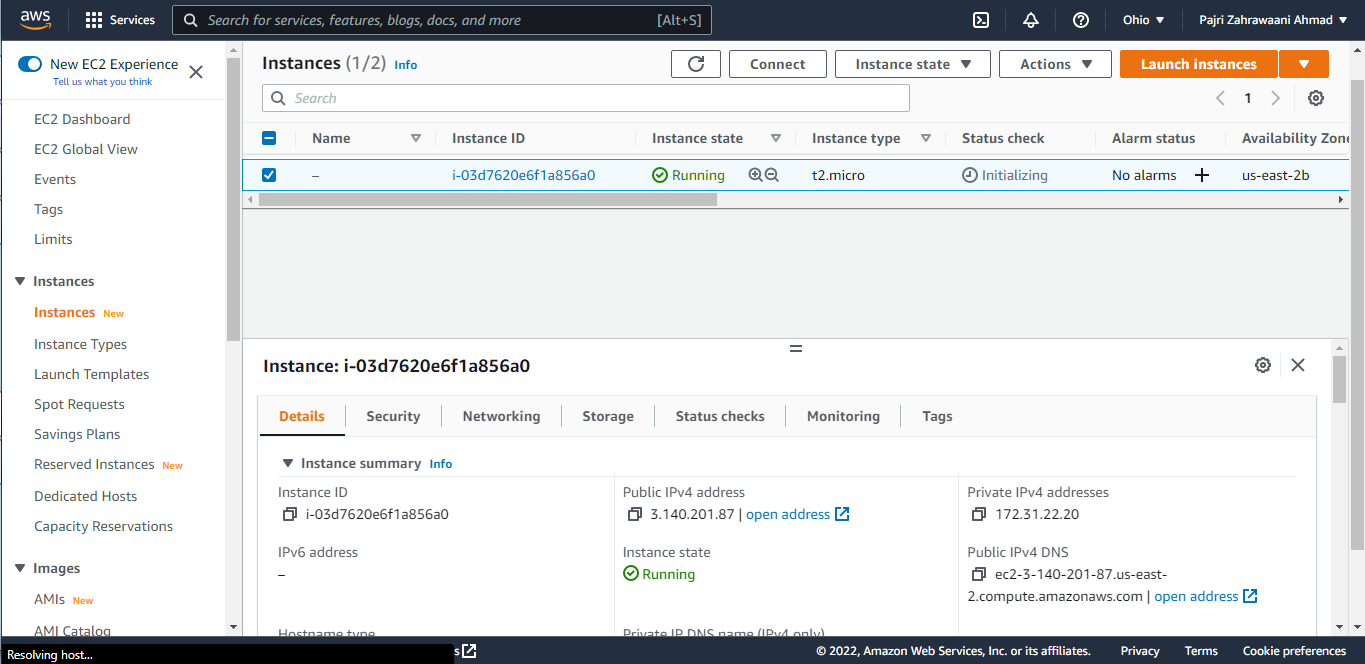 aws
Services
Search for services, features, blogs, docs, and more
[Alt+S]
Ohio ▼
Pajri Zahrawaani Ahmad ▼
New EC2 Experience
Tell us what you think
EC2 Dashboard
EC2 Global View
Events
Tags
Limits
Instances
Instances New
Instance Types
Launch Templates
Spot Requests
Savings Plans
Reserved Instances New
Dedicated Hosts
Capacity Reservations
Images
AMIs New
AMI Catalog
Instances (1/2) Info
Connect
Instance state
Actions
Launch instances
Search
1
Name
Instance ID
Instance state
Instance type
Status check
Alarm status
Availability Zone
–
i-03d7620e6f1a856a0
Running
t2.micro
Initializing
No alarms +
us-east-2b
Instance: i-03d7620e6f1a856a0
Details
Security
Networking
Storage
Status checks
Monitoring
Tags
Instance summary Info
Instance ID
i-03d7620e6f1a856a0
Public IPv4 address
3.140.201.87 | open address
Private IPv4 addresses
172.31.22.20
IPv6 address
–
Instance state
Running
Public IPv4 DNS
ec2-3-140-201-87.us-east-
2.compute.amazonaws.com | open address
Hostname type
Private IP DNS name (IPv4 only)
Resolving host...
s
© 2022, Amazon Web Services, Inc. or its affiliates.
Privacy
Terms
Cookie preferences